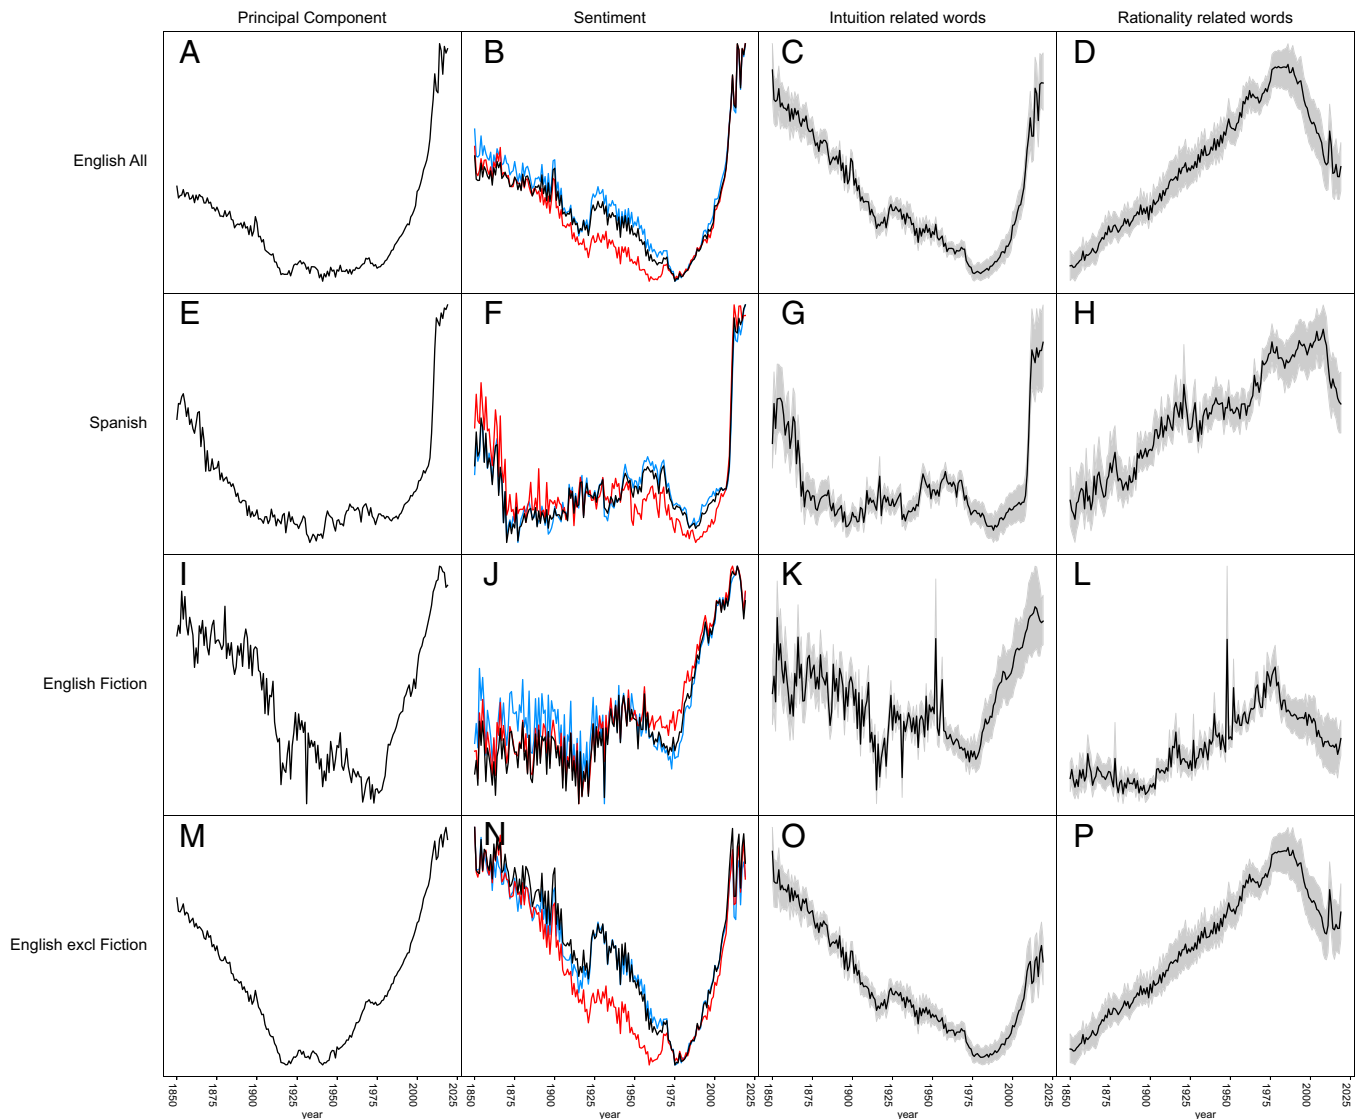 Principal Component Sentiment Intuition related words Rationality related words
A B C D
English All
E F G H
Spanish
I J K L
English Fiction
M N O P
English excl Fiction
1850 1875 1900 1925 1950 1975 2000 2025 1850 1875 1900 1925 1950 1975 2000 2025 1850 1875 1900 1925 1950 1975 2000 2025 1850 1875 1900 1925 1950 1975 2000 2025
year year year year